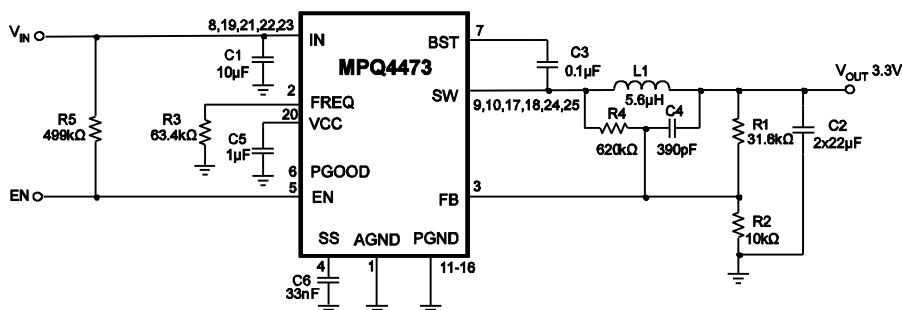 VIN
8,19,21,22,23
IN
MPQ4473
BST
7
C1
10µF
C3
0.1µF
L1
5.6µH
VOUT 3.3V
SW
9,10,17,18,24,25
2
FREQ
R5
499kΩ
R3
63.4kΩ
20
VCC
C5
1µF
R4
620kΩ
C4
390pF
R1
31.6kΩ
C2
2x22µF
6
PGOOD
EN
5
EN
FB
3
R2
10kΩ
SS
AGND
PGND
4
1
11-16
C6
33nF